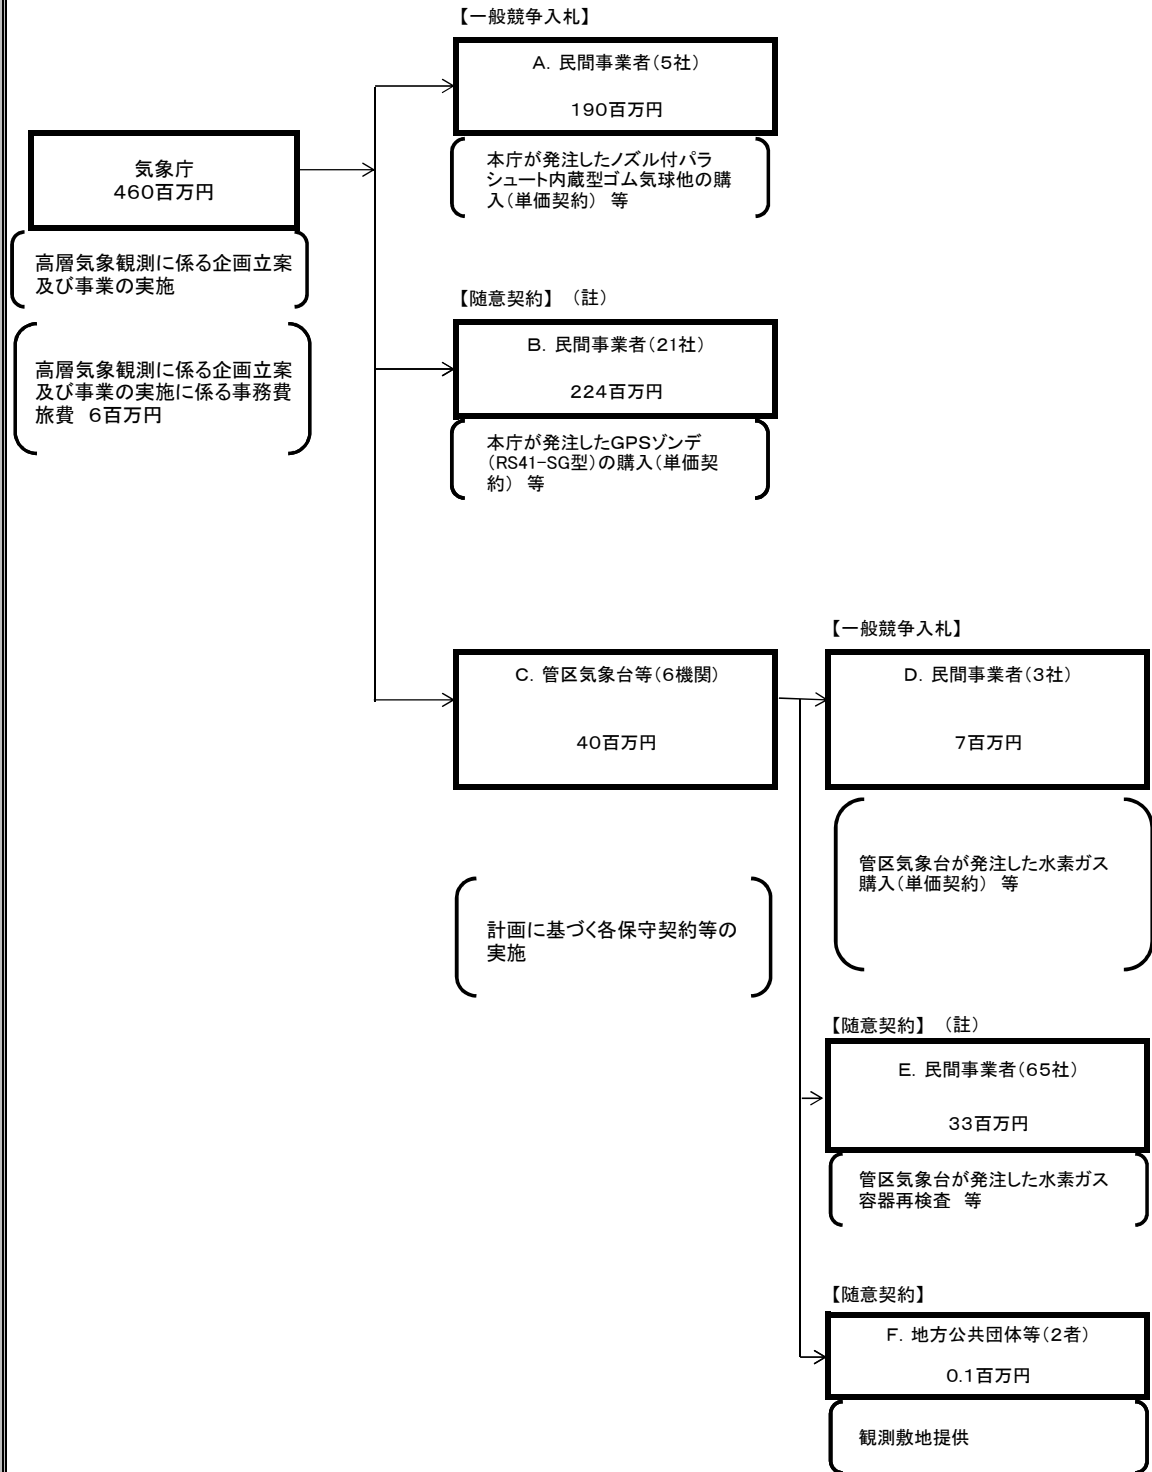 【一般競争入札】
A. 民間事業者(5社)
190百万円
本庁が発注したノズル付パラ
シュート内蔵型ゴム気球他の購
入(単価契約) 等
気象庁
460百万円
高層気象観測に係る企画立案
及び事業の実施
高層気象観測に係る企画立案
及び事業の実施に係る事務費
旅費 6百万円
【随意契約】 (註)
B. 民間事業者(21社)
224百万円
本庁が発注したGPSゾンデ
(RS41-SG型)の購入(単価契
約) 等
C. 管区気象台等(6機関)
40百万円
計画に基づく各保守契約等の
実施
【一般競争入札】
D. 民間事業者(3社)
7百万円
管区気象台が発注した水素ガス
購入(単価契約) 等
【随意契約】 (註)
E. 民間事業者(65社)
33百万円
管区気象台が発注した水素ガス
容器再検査 等
【随意契約】
F. 地方公共団体等(2者)
0.1百万円
観測敷地提供